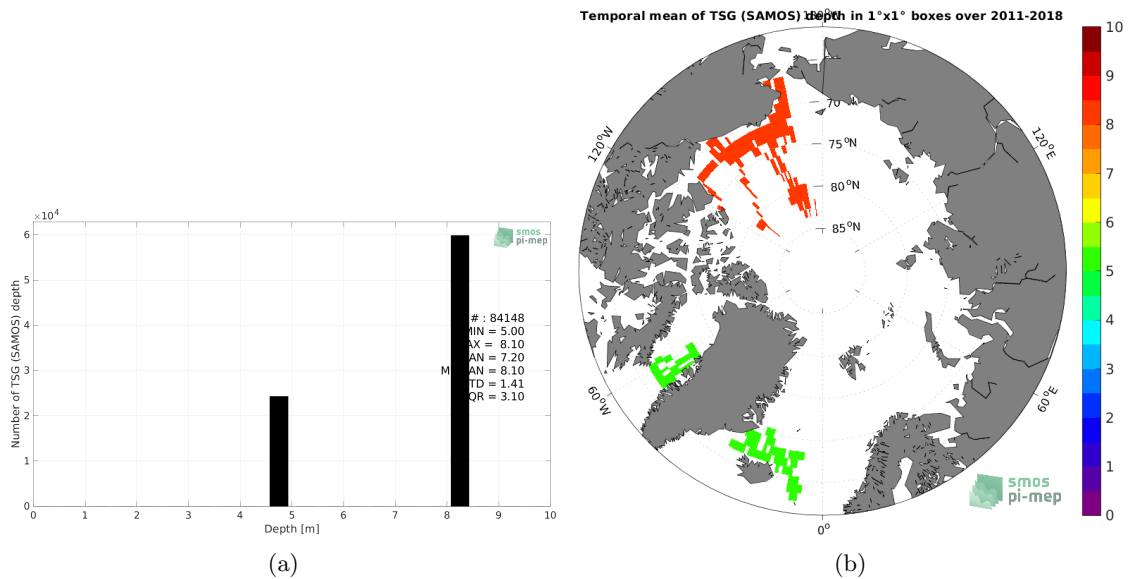 Temporal mean of TSG (SAMOS) depth in 1°x1° boxes over 2011-2018
×10⁴
6
5
4
3
2
1
0
Number of TSG (SAMOS) depth
0 1 2 3 4 5 6 7 8 9 10
Depth [m]
smos
pi-mep
# : 84148
MIN = 5.00
AX = 8.10
AN = 7.20
M AN = 8.10
TD = 1.41
QR = 3.10
(a)
120°W
120°E
60°W
60°E
0°
70°N
75°N
80°N
85°N
smos
pi-mep
10
9
8
7
6
5
4
3
2
1
0
(b)